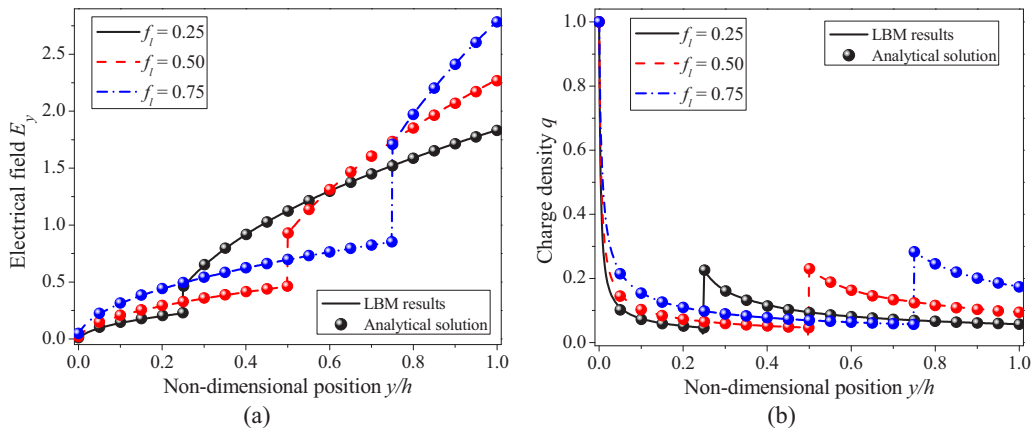 f_l = 0.25
f_l = 0.50
f_l = 0.75
LBM results
Analytical solution
Electrical field E_y
2.5
2.0
1.5
1.0
0.5
0.0
0.0 0.2 0.4 0.6 0.8 1.0
Non-dimensional position y/h
(a)
f_l = 0.25
f_l = 0.50
f_l = 0.75
LBM results
Analytical solution
Charge density q
1.0
0.8
0.6
0.4
0.2
0.0
0.0 0.2 0.4 0.6 0.8 1.0
Non-dimensional position y/h
(b)